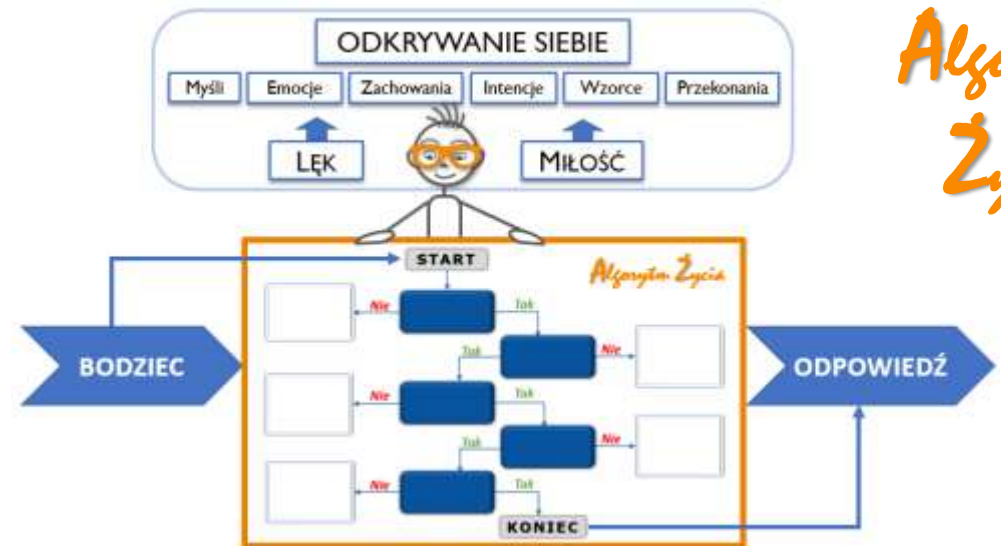 ODKRYWANIE SIEBIE
Myśli Emocje Zachowania Intencje Wzorce Przekonania
LĘK MIŁOŚĆ
START
Algorytm Życia
Nie Tak
BODZIEC
Tak Nie
ODPOWIEDŹ
Nie Tak
Tak Nie
Nie Tak
KONIEC